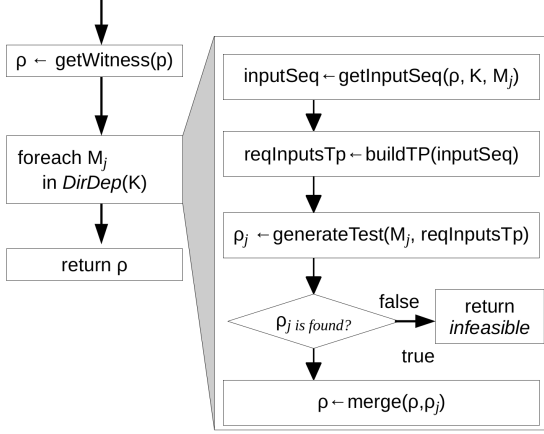 ρ ← getWitness(p)
foreach Mj
in DirDep(K)
return ρ
inputSeq←getInputSeq(ρ, K, Mj)
reqInputsTp←buildTP(inputSeq)
ρj ←generateTest(Mj, reqInputsTp)
ρj is found?
false
return
infeasible
true
ρ←merge(ρ,ρj)